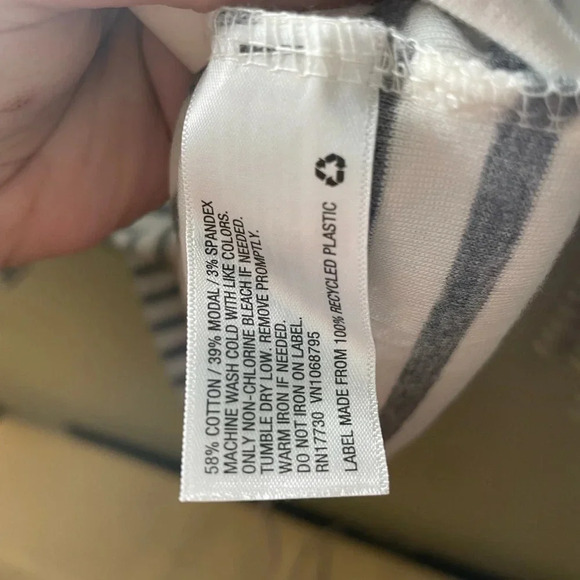 58% COTTON / 39% MODAL / 3% SPANDEX
MACHINE WASH COLD WITH LIKE COLORS.
ONLY NON-CHLORINE BLEACH IF NEEDED.
TUMBLE DRY LOW. REMOVE PROMPTLY.
WARM IRON IF NEEDED.
DO NOT IRON ON LABEL.
RN17730 VN1068795
LABEL MADE FROM 100% RECYCLED PLASTIC